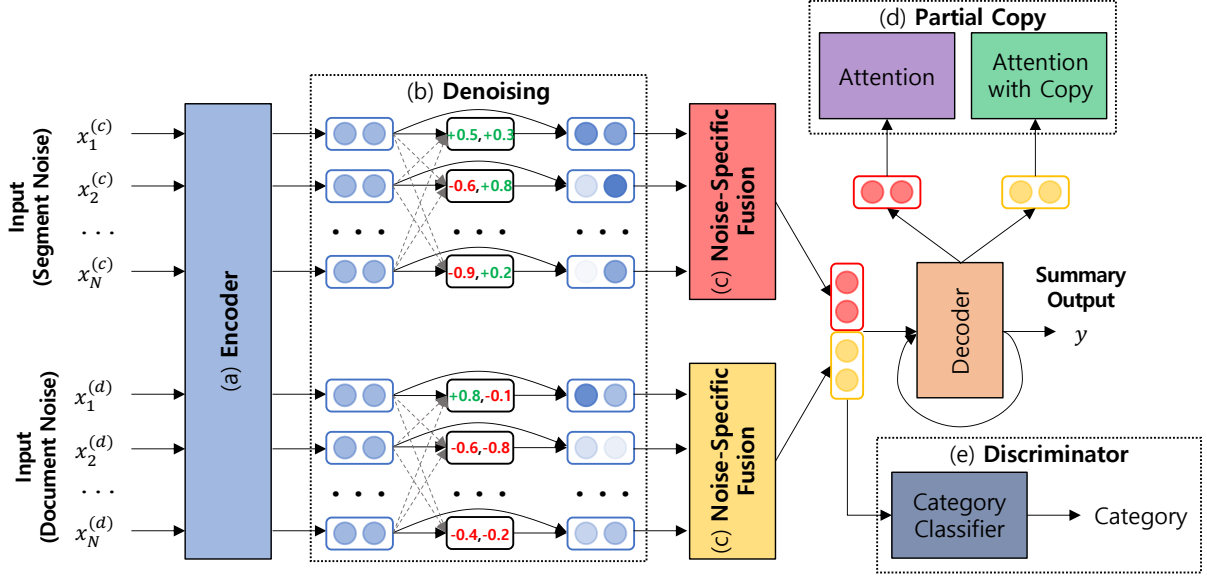 Input
(Segment Noise)
x_1^{(c)}
x_2^{(c)}
. . .
x_N^{(c)}
Input
(Document Noise)
x_1^{(d)}
x_2^{(d)}
. . .
x_N^{(d)}
(a) Encoder
(b) Denoising
+0.5,+0.3
-0.6,+0.8
. . .
-0.9,+0.2
+0.8,-0.1
-0.6,-0.8
. . .
-0.4,-0.2
(c) Noise-Specific
Fusion
(c) Noise-Specific
Fusion
(d) Partial Copy
Attention
Attention
with Copy
Decoder
Summary
Output
y
(e) Discriminator
Category
Classifier
Category